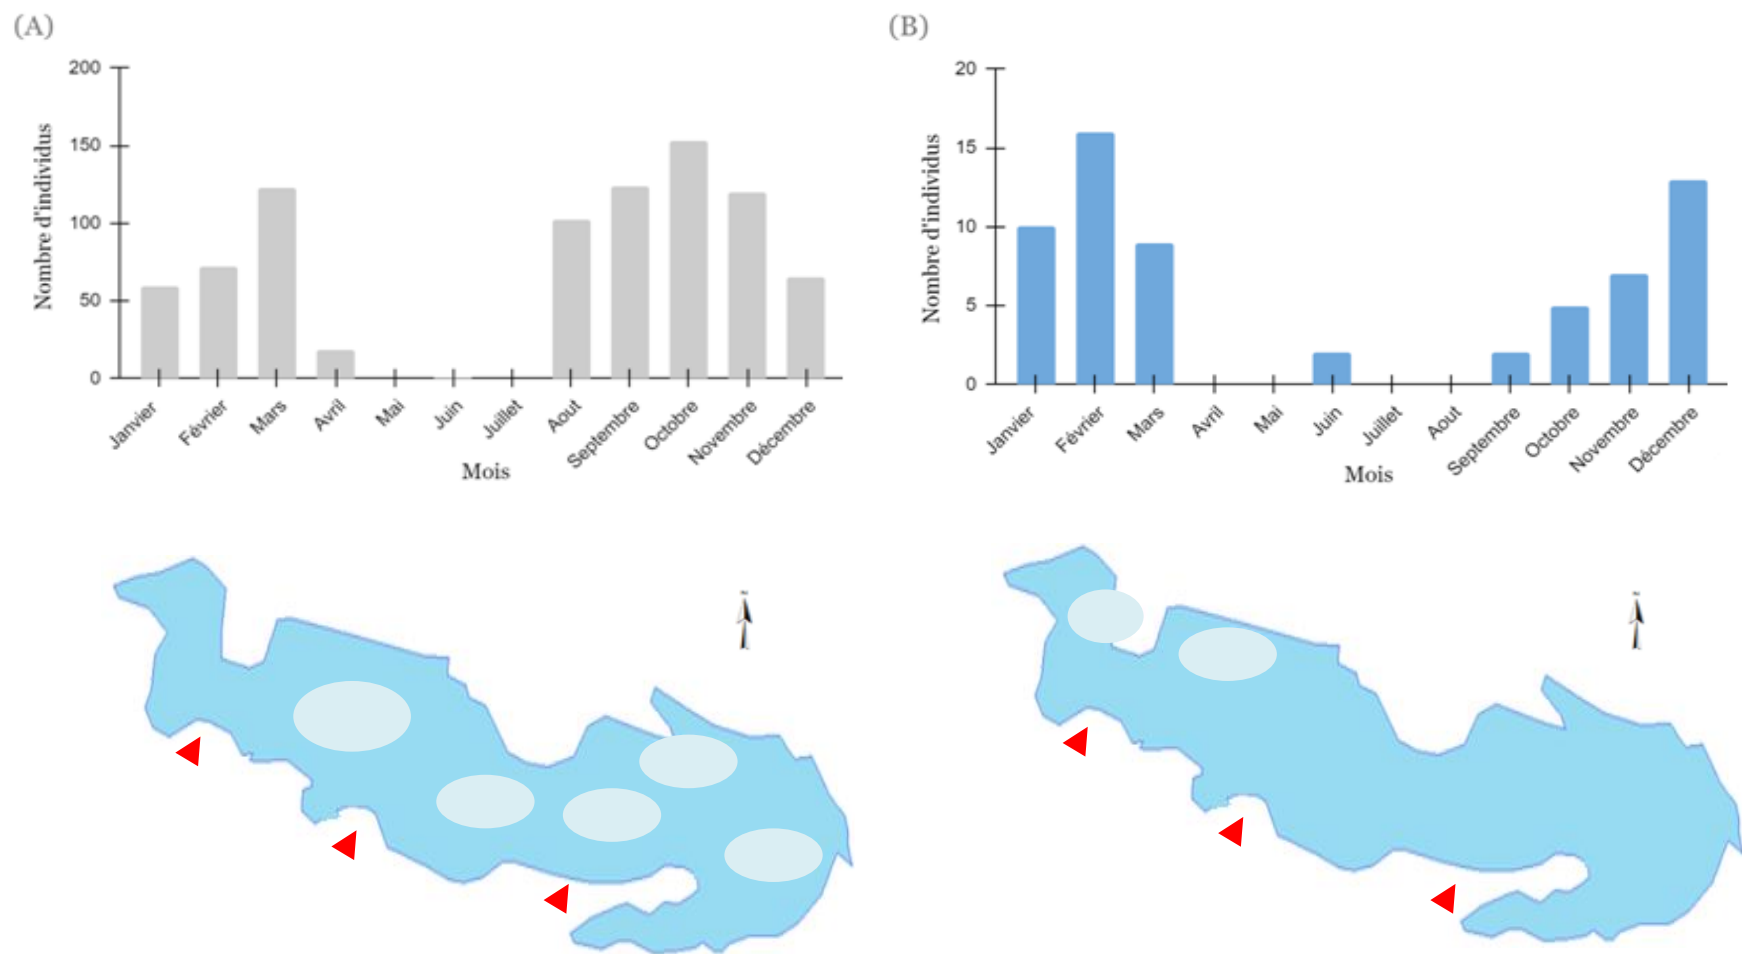 (A)
200
150
100
50
0
Nombre d'individus
Janvier
Février
Mars
Avril
Mai
Juin
Juillet
Aout
Septembre
Octobre
Novembre
Décembre
Mois
(B)
20
15
10
5
0
Nombre d'individus
Janvier
Février
Mars
Avril
Mai
Juin
Juillet
Aout
Septembre
Octobre
Novembre
Décembre
Mois